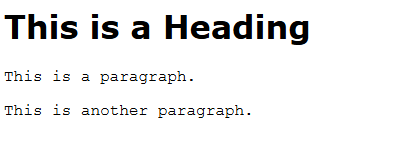 This is a Heading
This is a paragraph.
This is another paragraph.